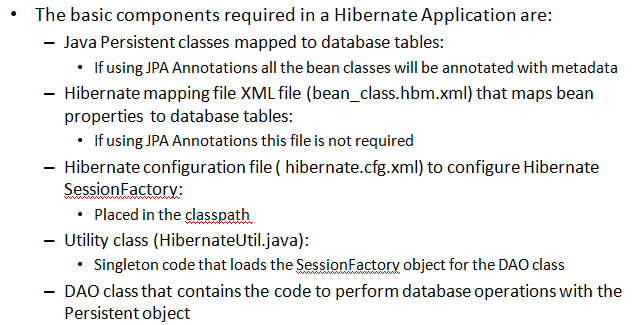 • The basic components required in a Hibernate Application are:
– Java Persistent classes mapped to database tables:
• If using JPA Annotations all the bean classes will be annotated with metadata
– Hibernate mapping file XML file (bean_class.hbm.xml) that maps bean
properties to database tables:
• If using JPA Annotations this file is not required
– Hibernate configuration file ( hibernate.cfg.xml) to configure Hibernate
SessionFactory:
• Placed in the classpath
– Utility class (HibernateUtil.java):
• Singleton code that loads the SessionFactory object for the DAO class
– DAO class that contains the code to perform database operations with the
Persistent object